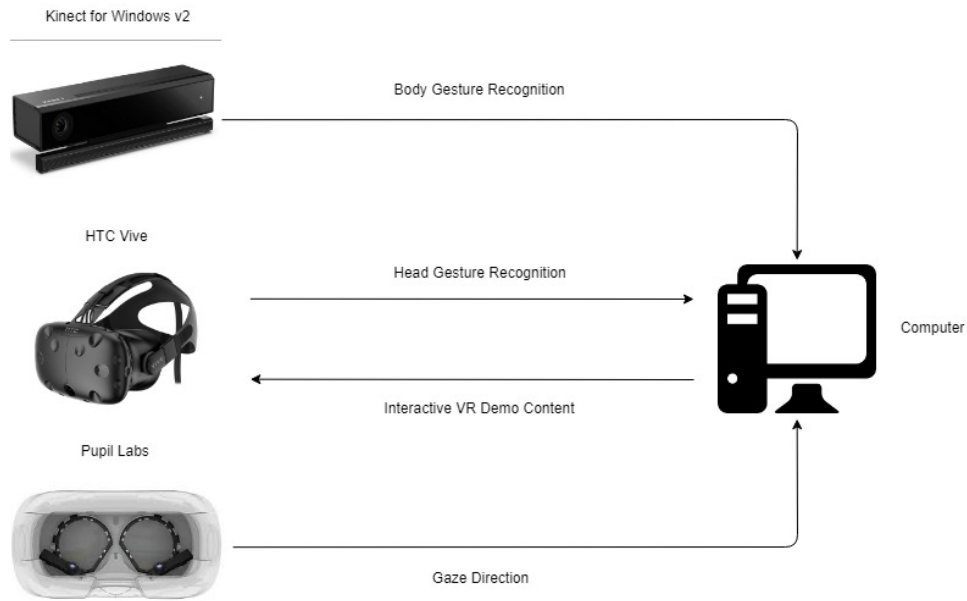 Kinect for Windows v2
Body Gesture Recognition
HTC Vive
Head Gesture Recognition
Computer
Interactive VR Demo Content
Pupil Labs
Gaze Direction